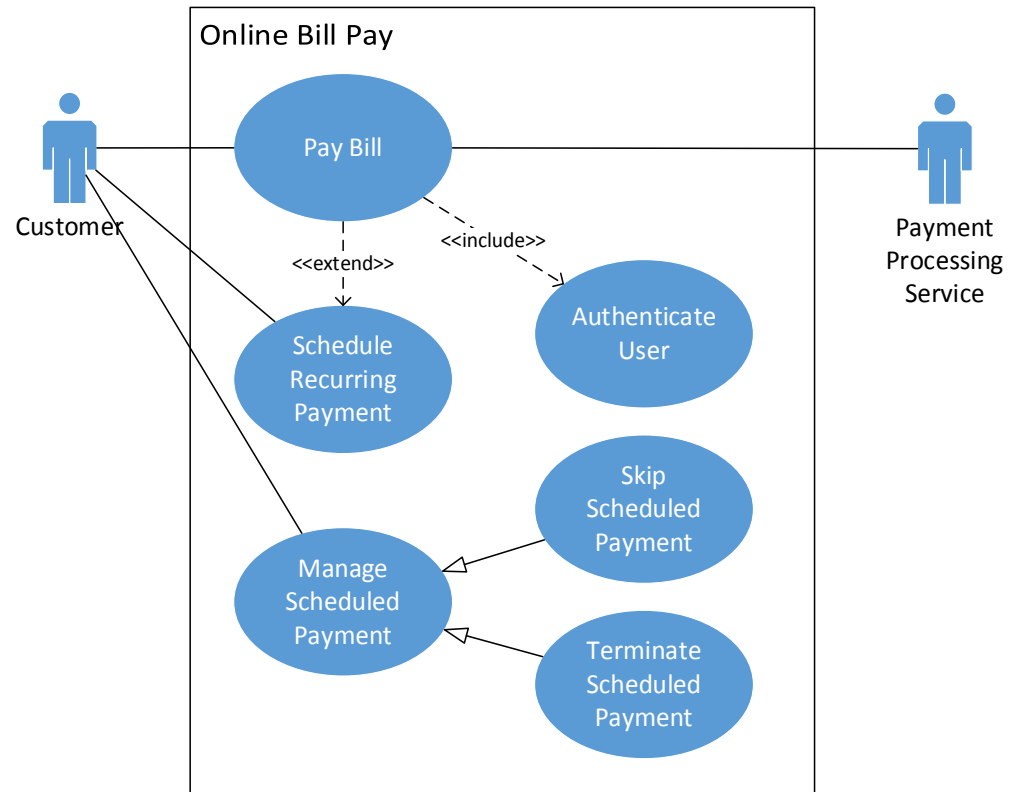 Online Bill Pay
Pay Bill
Customer
<<include>>
<<extend>>
Payment
Processing
Service
Authenticate
User
Schedule
Recurring
Payment
Skip
Scheduled
Payment
Manage
Scheduled
Payment
Terminate
Scheduled
Payment